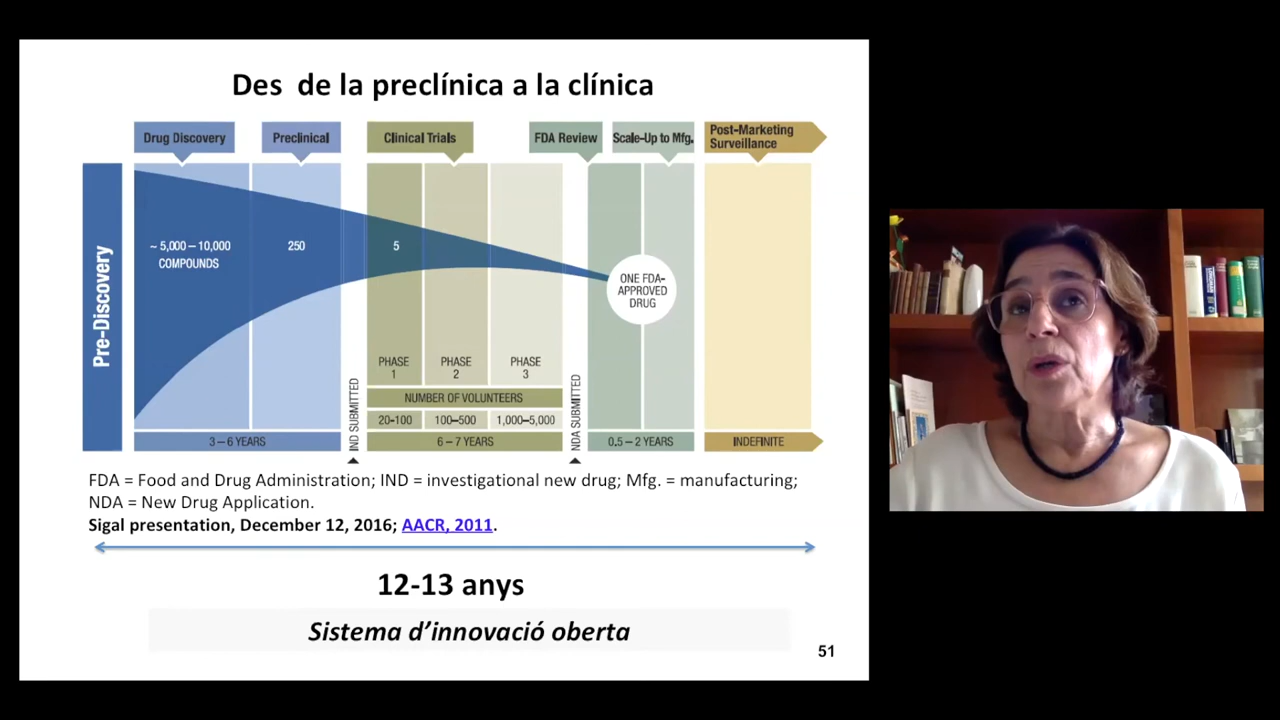 Des de la preclínica a la clínica
Drug Discovery
Preclinical
Clinical Trials
FDA Review
Scale-Up to Mfg.
Post-Marketing
Surveillance
Pre-Discovery
~ 5,000 – 10,000
COMPOUNDS
250
5
ONE FDA-
APPROVED
DRUG
PHASE
1
PHASE
2
PHASE
3
IND SUBMITTED
NDA SUBMITTED
NUMBER OF VOLUNTEERS
20-100
100–500
1,000–5,000
3 – 6 YEARS
6 – 7 YEARS
0.5 – 2 YEARS
INDEFINITE
FDA = Food and Drug Administration; IND = investigational new drug; Mfg. = manufacturing;
NDA = New Drug Application.
Sigal presentation, December 12, 2016; AACR, 2011.
12-13 anys
Sistema d’innovació oberta
51